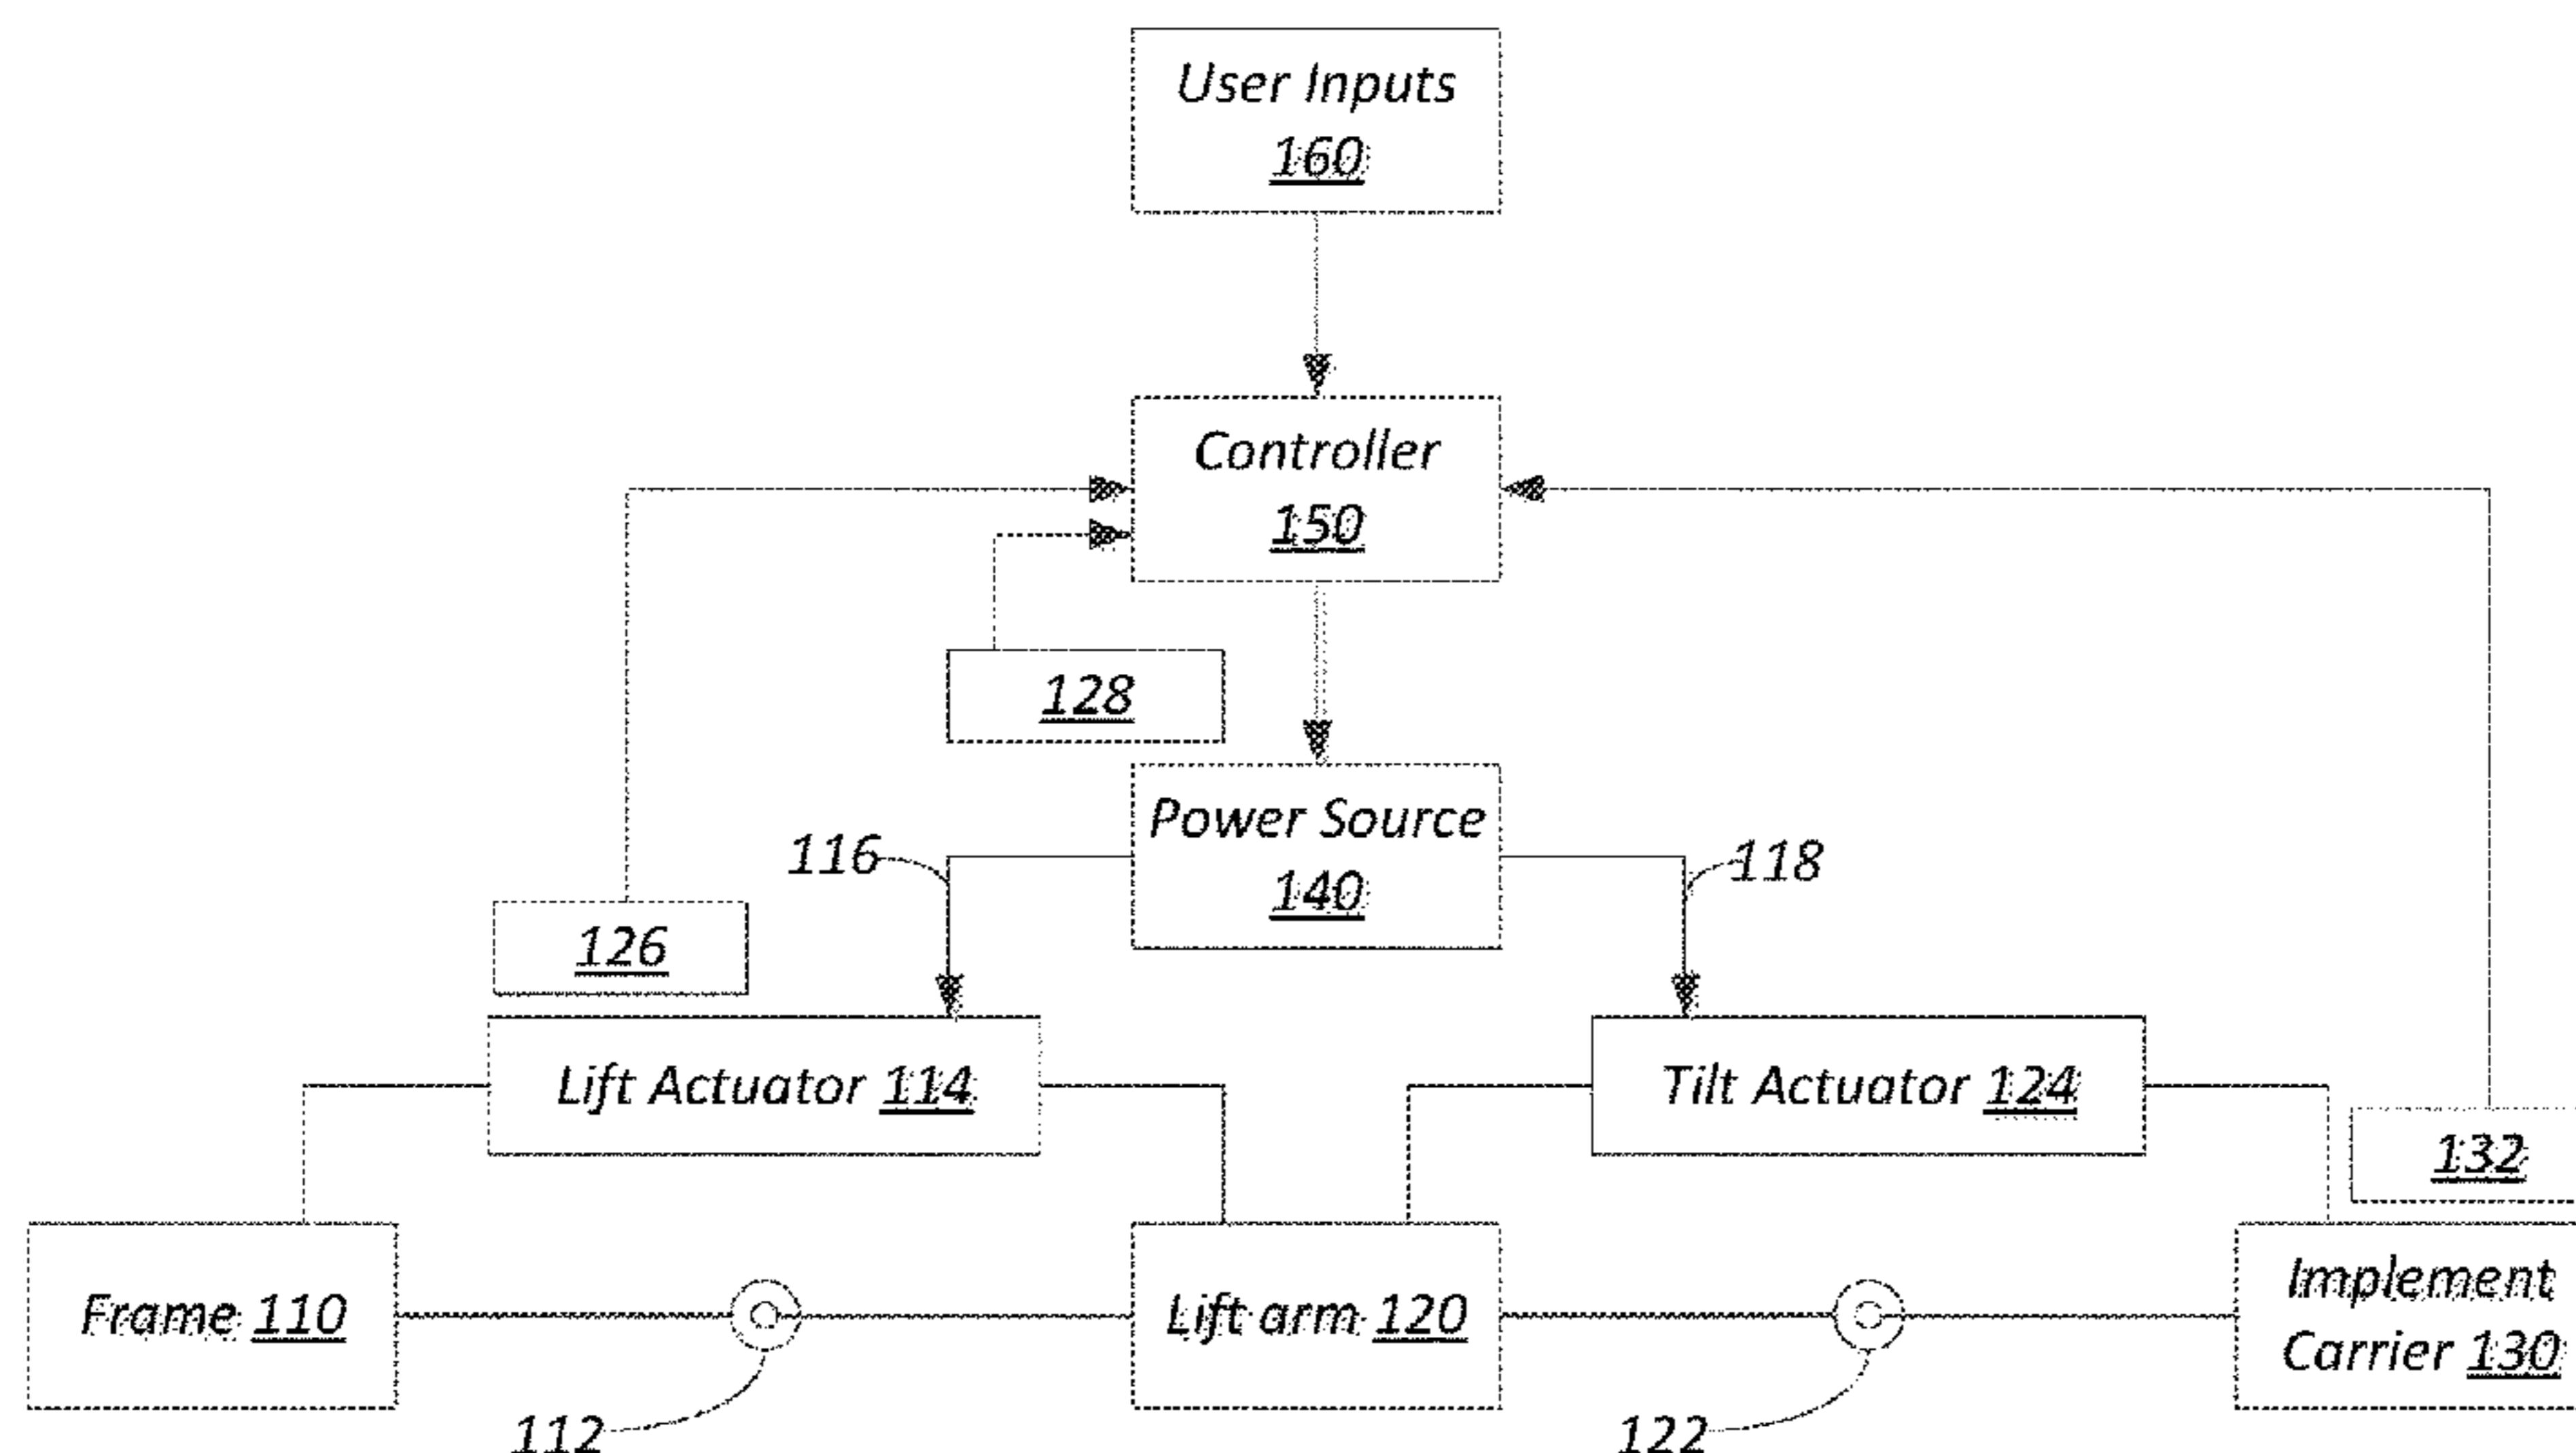 User Inputs
160
Controller
150
128
Power Source
140
116
118
126
Lift Actuator 114
Tilt Actuator 124
132
Frame 110
Lift arm 120
Implement
Carrier 130
112
122